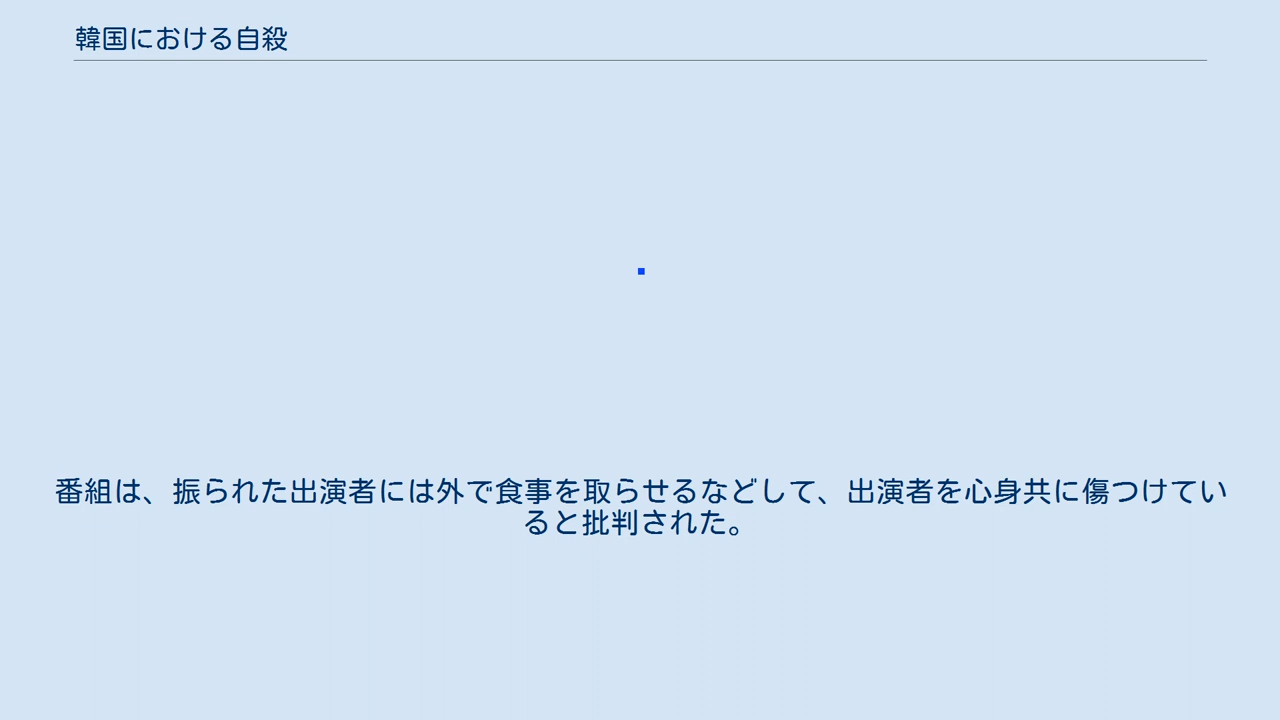 韓国における自殺
番組は、振られた出演者には外で食事を取らせるなどして、出演者を心身共に傷つけてい
ると批判された。